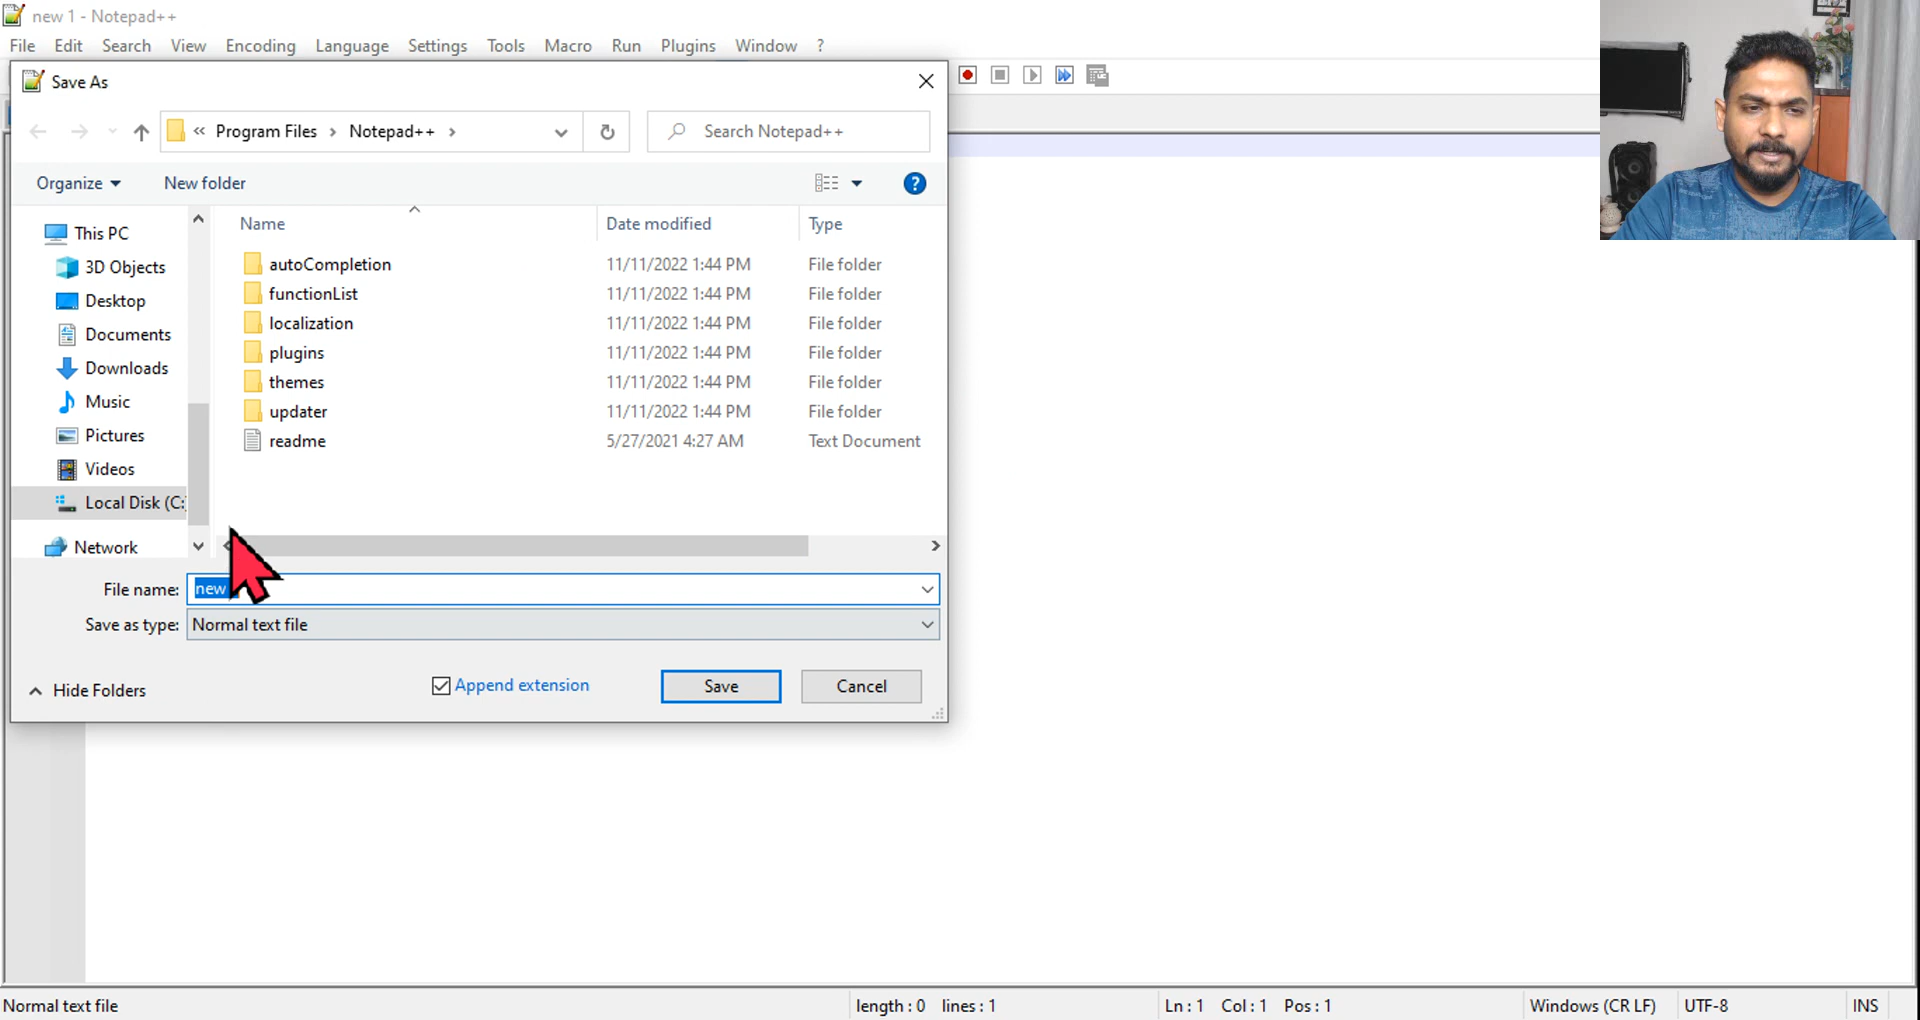 new 1 - Notepad++
File Edit Search View Encoding Language Settings Tools Macro Run Plugins Window ?
Save As
« Program Files › Notepad++ ›
Search Notepad++
Organize New folder
Name Date modified Type
This PC
3D Objects
Desktop
Documents
Downloads
Music
Pictures
Videos
Local Disk (C:
Network
autoCompletion 11/11/2022 1:44 PM File folder
functionList 11/11/2022 1:44 PM File folder
localization 11/11/2022 1:44 PM File folder
plugins 11/11/2022 1:44 PM File folder
themes 11/11/2022 1:44 PM File folder
updater 11/11/2022 1:44 PM File folder
readme 5/27/2021 4:27 AM Text Document
File name: new
Save as type: Normal text file
Hide Folders
Append extension
Save
Cancel
Normal text file
length : 0 lines : 1
Ln : 1 Col : 1 Pos : 1
Windows (CR LF)
UTF-8
INS